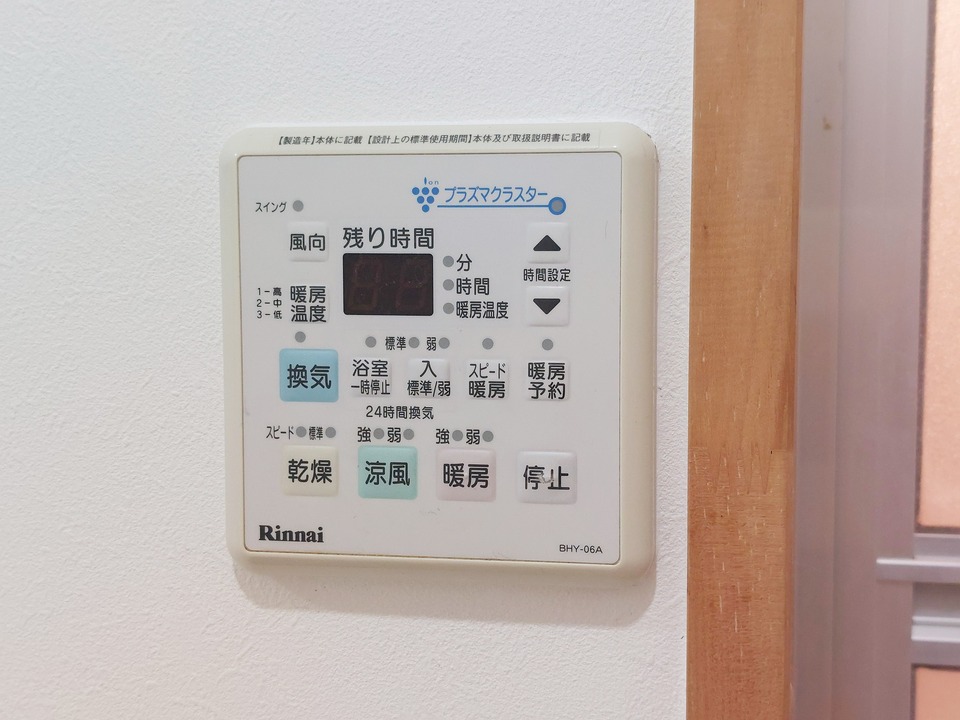 【製造年】本体に記載 【設計上の標準使用期間】本体及び取扱説明書に記載
ion
プラズマクラスター
スイング
風向
残り時間
分
時間
暖房温度
時間設定
1-高
2-中
3-低
暖房
温度
標準 弱
換気
浴室
一時停止
入
標準/弱
スピード
暖房
暖房
予約
24時間換気
スピード 標準
強 弱
強 弱
乾燥
涼風
暖房
停止
Rinnai
BHY-06A